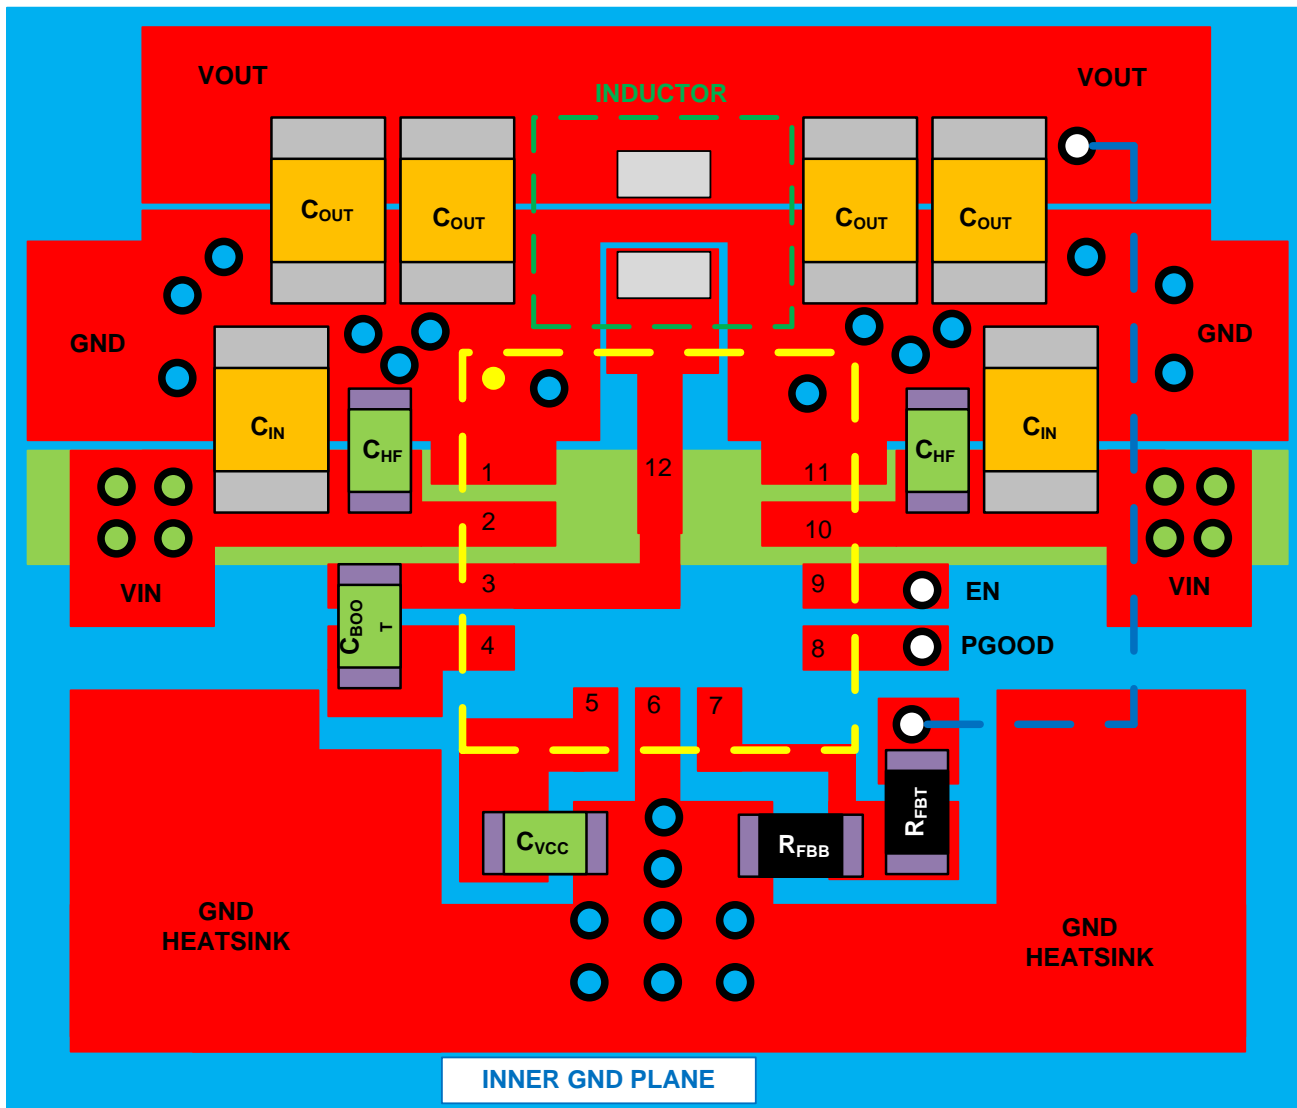 VOUT
VOUT
INDUCTOR
COUT
COUT
COUT
COUT
GND
GND
CIN
CHF
CHF
CIN
1
12
11
2
10
VIN
3
9
EN
VIN
CBOO
T
4
8
PGOOD
5
6
7
CVCC
RFBB
RFBT
GND
HEATSINK
GND
HEATSINK
INNER GND PLANE